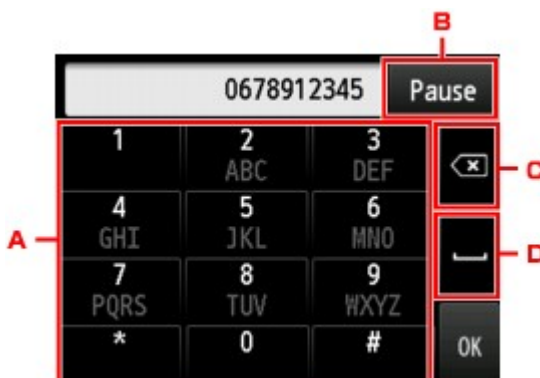 B
0678912345 Pause
1 2 3
ABC DEF
C
4 5 6
A GHI JKL MNO
D
7 8 9
PQRS TUV WXYZ
* 0 # OK